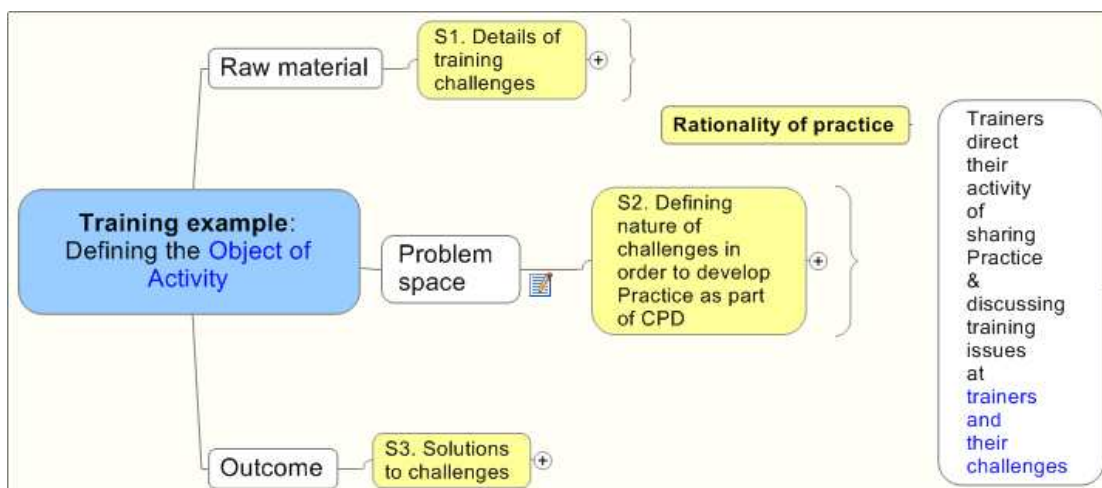 Raw material
S1. Details of
training
challenges
Rationality of practice
Training example:
Defining the Object of
Activity
Problem
space
S2. Defining
nature of
challenges in
order to develop
Practice as part
of CPD
Trainers
direct
their
activity
of
sharing
Practice
&
discussing
training
issues
at
trainers
and
their
challenges
Outcome
S3. Solutions
to challenges